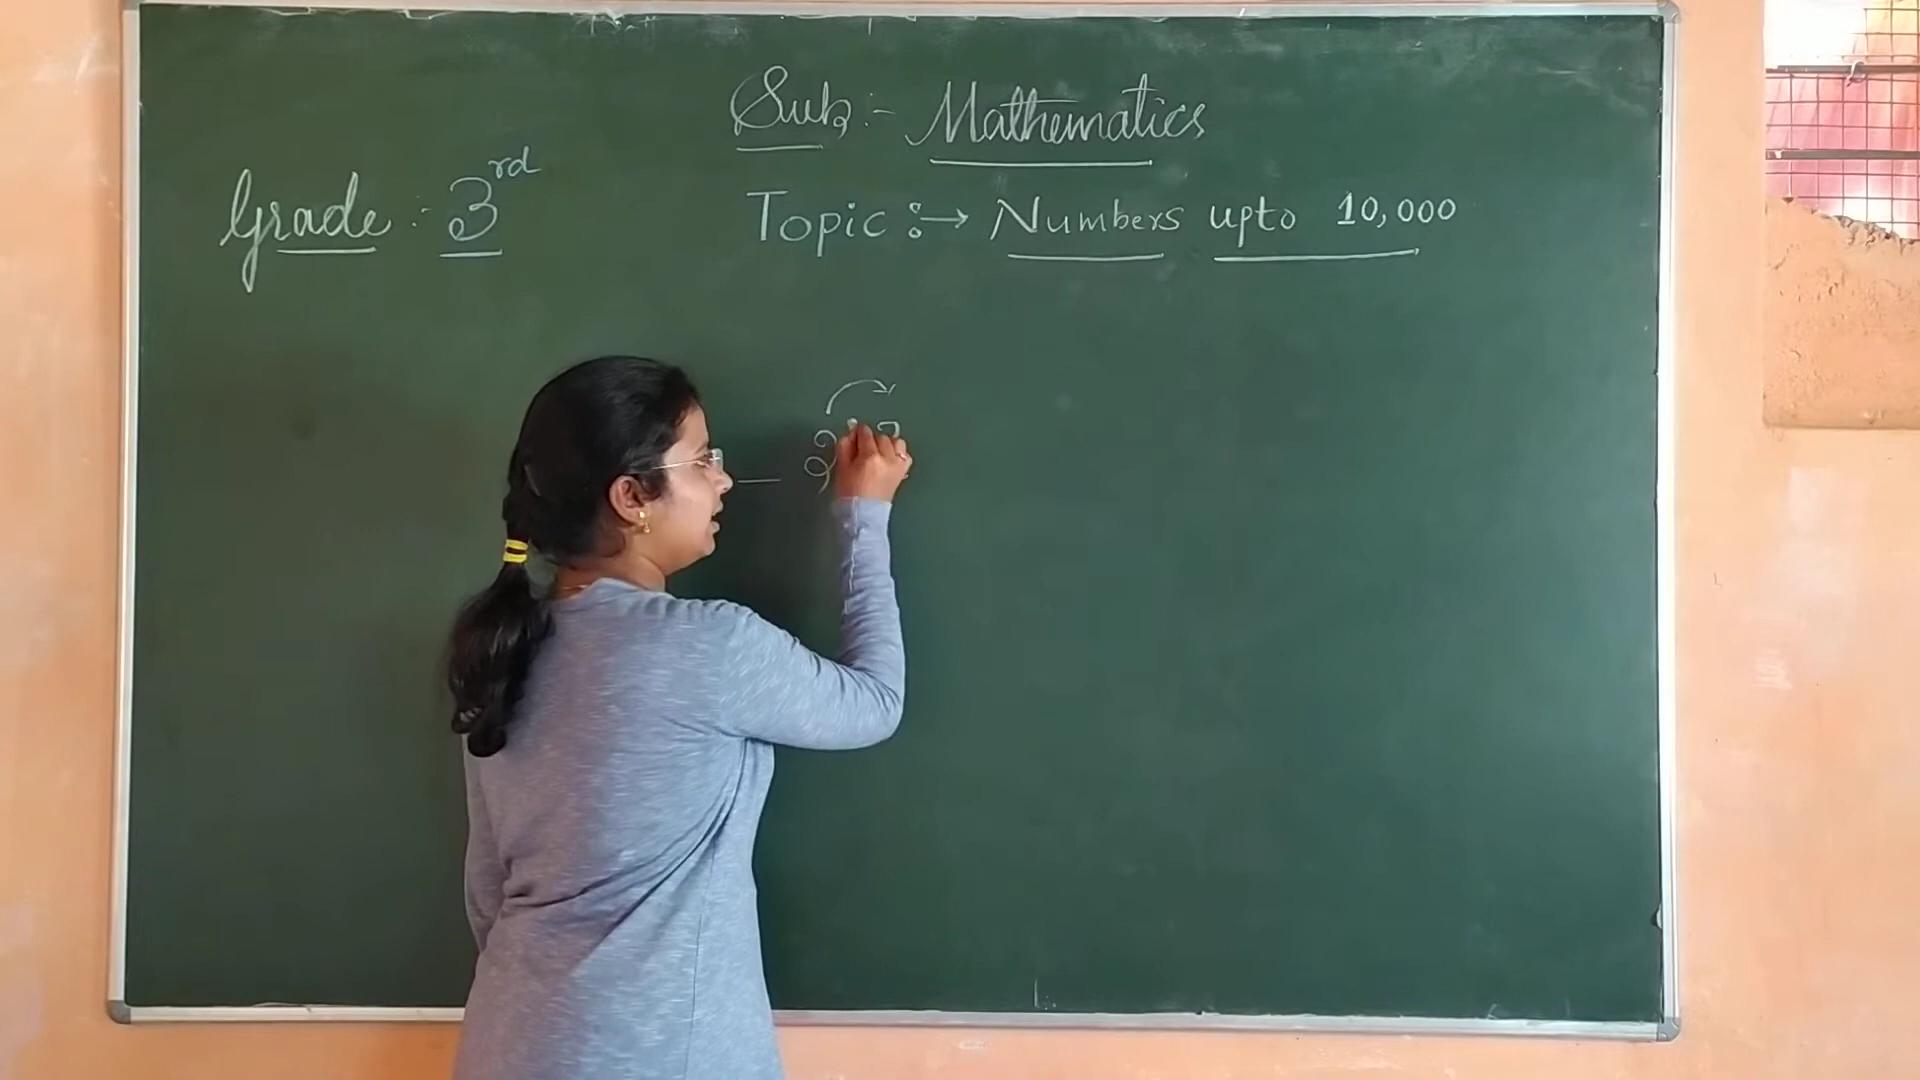 Sub :- Mathematics
Grade :- 3rd
Topic :→ Numbers upto 10,000